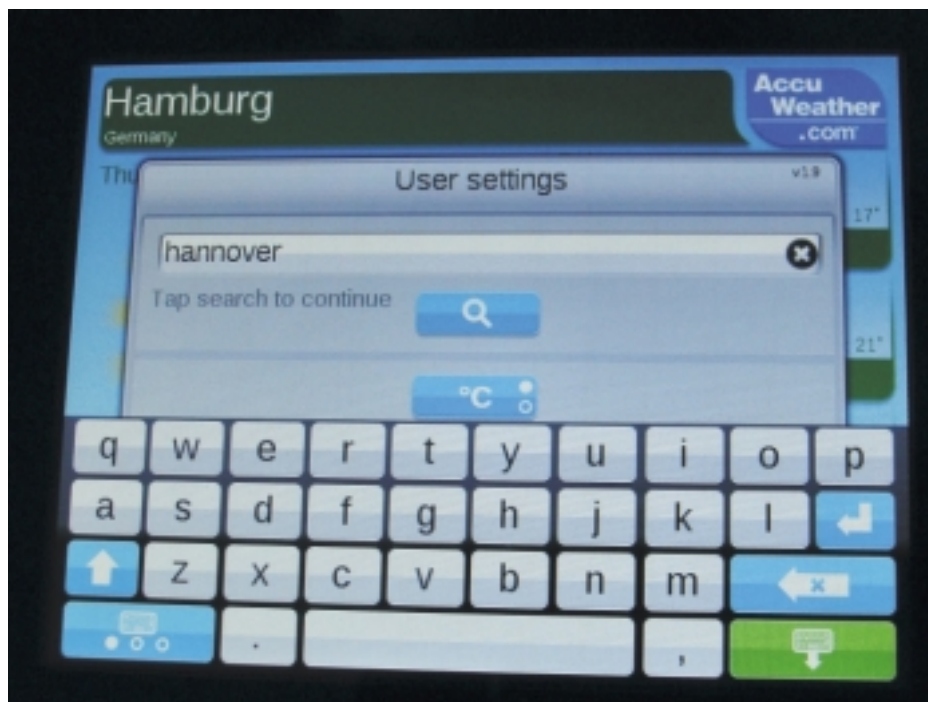 Hamburg
Germany
Accu
Weather
.com
Thu
User settings
v1.9
17°
hannover
Tap search to continue
21°
°C
q w e r t y u i o p
a s d f g h j k l
z x c v b n m
. ,